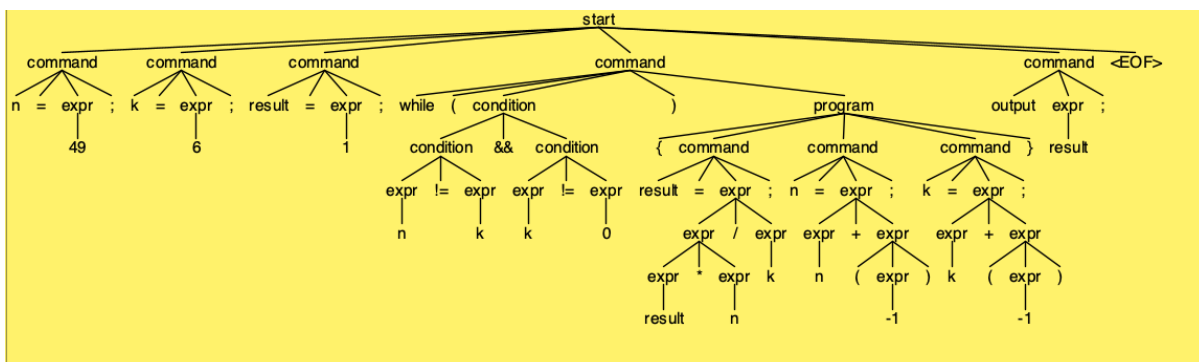 start
command command command command command <EOF>
n = expr ; k = expr ; result = expr ; while ( condition ) program output expr ;
49 6 1 condition && condition { command command command } result
expr != expr expr != expr result = expr ; n = expr ; k = expr ;
n k k 0 expr / expr expr + expr expr + expr
expr * expr k n ( expr ) k ( expr )
result n -1 -1